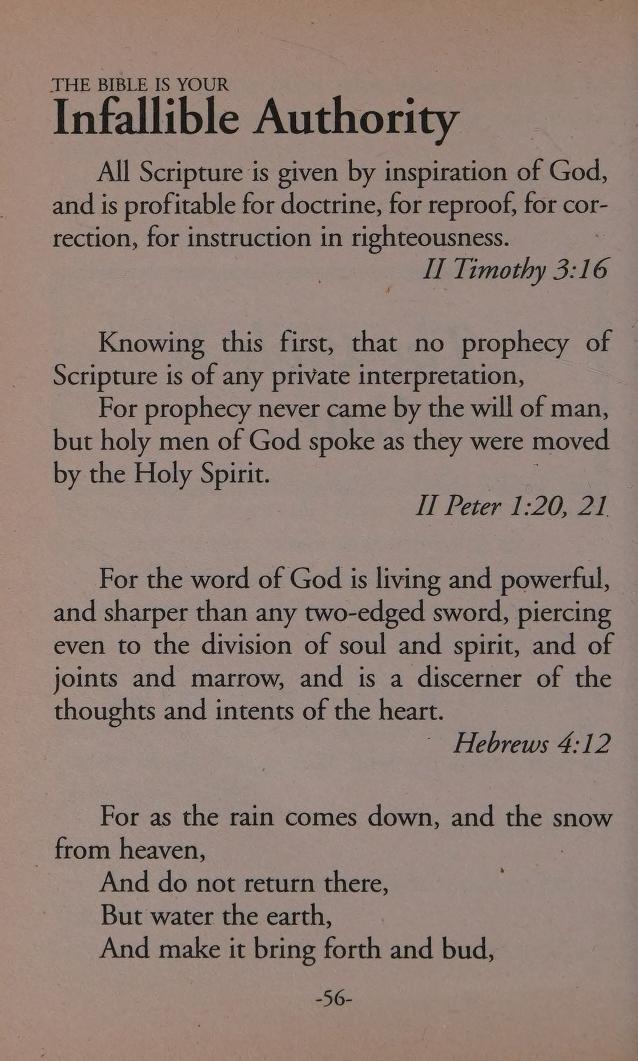 THE BIBLE IS YOUR
Infallible Authority
All Scripture is given by inspiration of God,
and is profitable for doctrine, for reproof, for cor-
rection, for instruction in righteousness.
II Timothy 3:16
Knowing this first, that no prophecy of
Scripture is of any private interpretation,
For prophecy never came by the will of man,
but holy men of God spoke as they were moved
by the Holy Spirit.
II Peter 1:20, 21
For the word of God is living and powerful,
and sharper than any two-edged sword, piercing
even to the division of soul and spirit, and of
joints and marrow, and is a discerner of the
thoughts and intents of the heart.
Hebrews 4:12
For as the rain comes down, and the snow
from heaven,
And do not return there,
But water the earth,
And make it bring forth and bud,
-56-